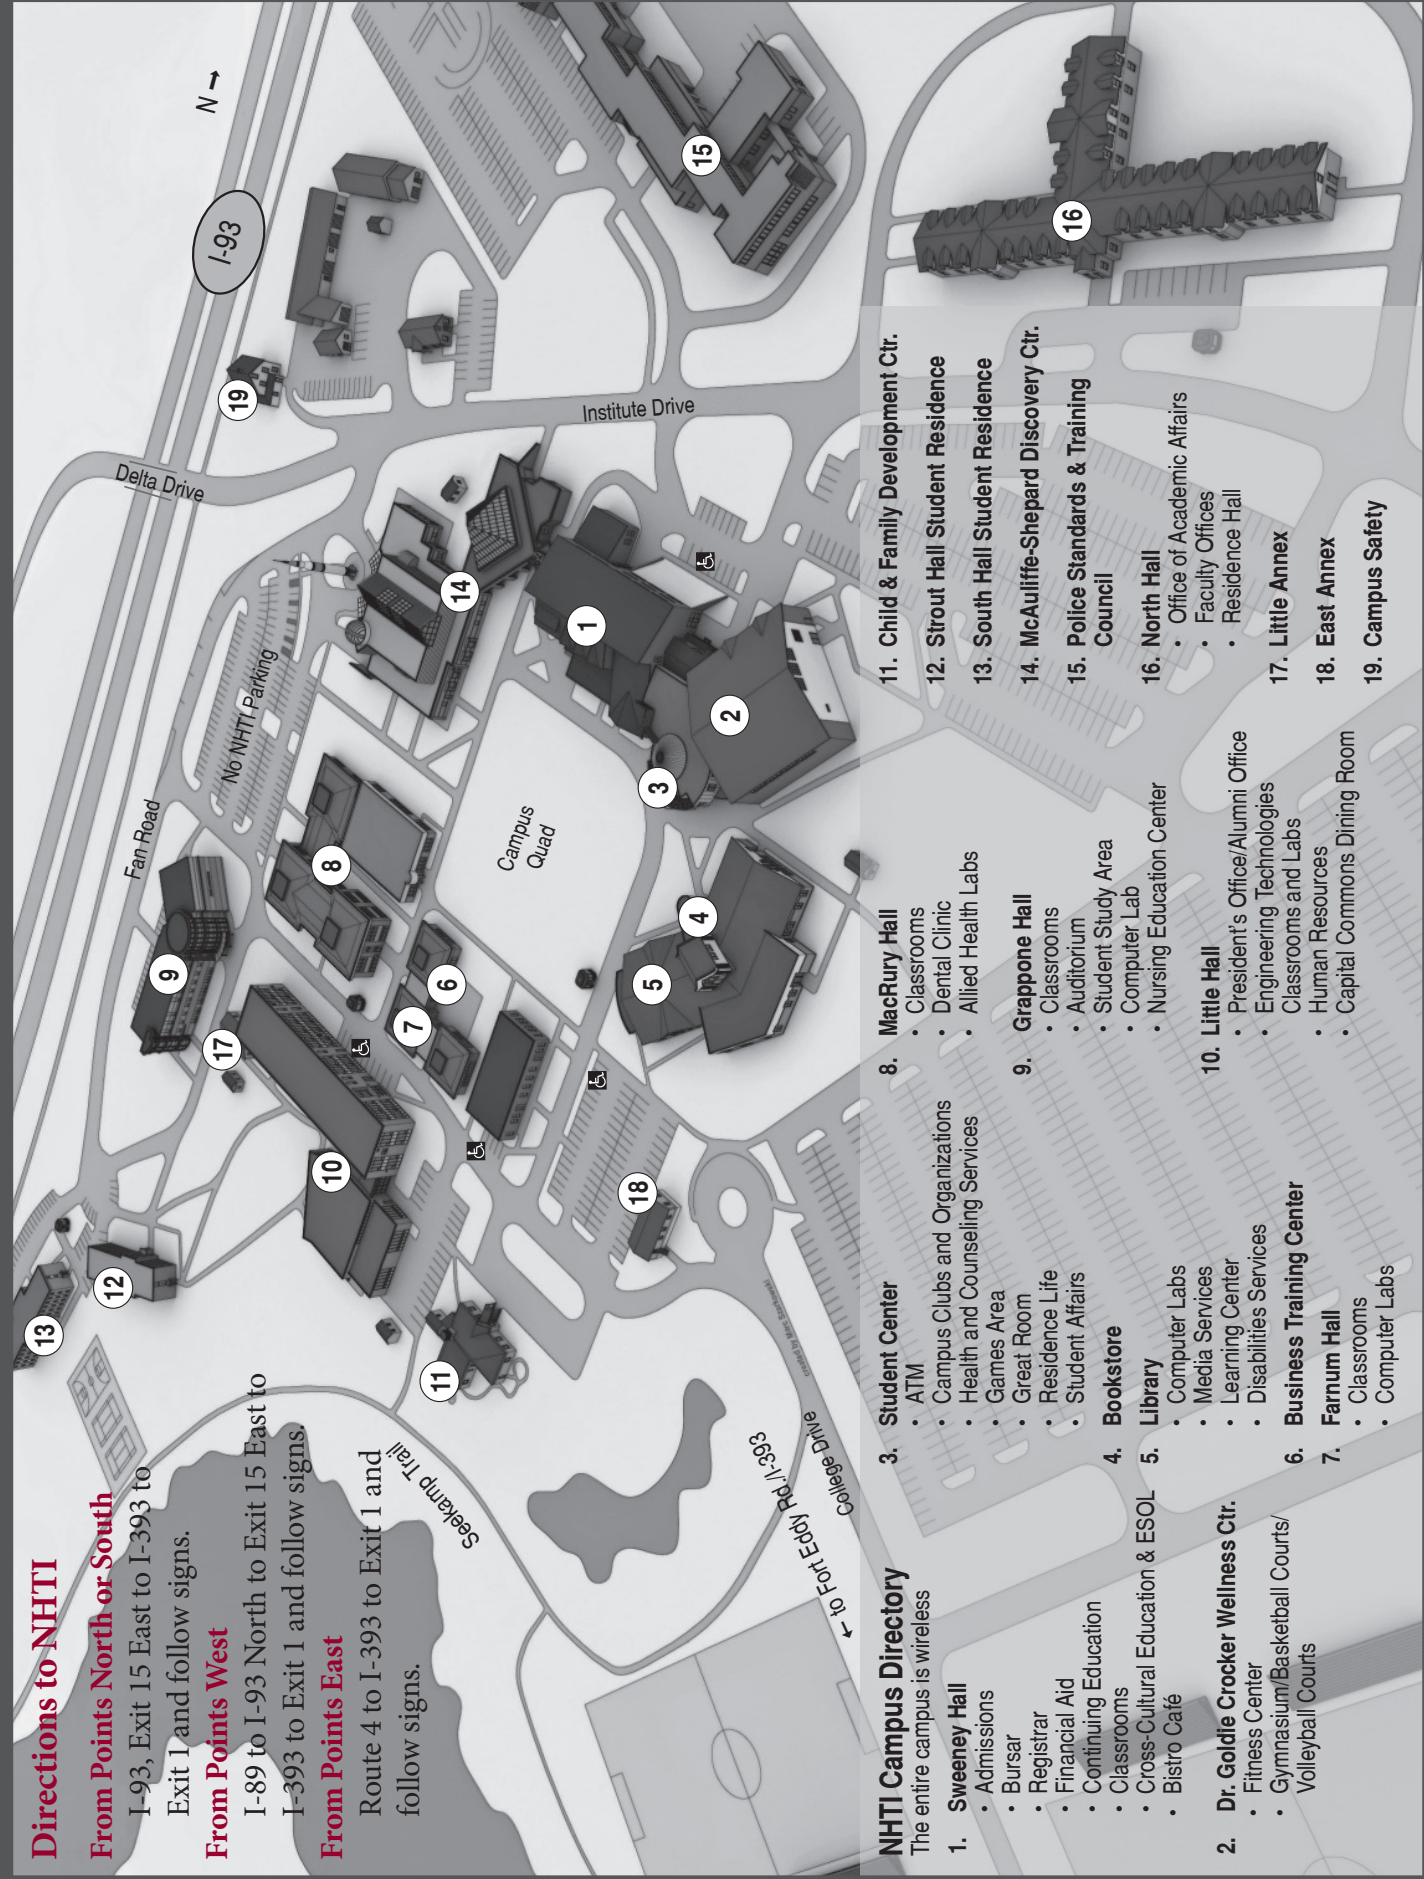 Directions to NHTI
From Points North or South
I-93, Exit 15 East to I-393 to
Exit 1 and follow signs.
From Points West
I-89 to I-93 North to Exit 15 East to
I-393 to Exit 1 and follow signs.
From Points East
Route 4 to I-393 to Exit 1 and
follow signs.
N
I-93
Delta Drive
Fan Road
No NHTI Parking
Institute Drive
Campus
Quad
Seekamp Trail
College Drive
to Fort Eddy Rd./I-393
13
12
17
9
19
10
8
14
11
7
6
1
15
18
5
4
3
2
16
NHTI Campus Directory
The entire campus is wireless
1. Sweeney Hall
• Admissions
• Bursar
• Registrar
• Financial Aid
• Continuing Education
• Classrooms
• Cross-Cultural Education & ESOL
• Bistro Café
2. Dr. Goldie Crocker Wellness Ctr.
• Fitness Center
• Gymnasium/Basketball Courts/
Volleyball Courts
3. Student Center
• ATM
• Campus Clubs and Organizations
• Health and Counseling Services
• Games Area
• Great Room
• Residence Life
• Student Affairs
4. Bookstore
5. Library
• Computer Labs
• Media Services
• Learning Center
• Disabilities Services
6. Business Training Center
7. Farnum Hall
• Classrooms
• Computer Labs
8. MacRury Hall
• Classrooms
• Dental Clinic
• Allied Health Labs
9. Grappone Hall
• Classrooms
• Auditorium
• Student Study Area
• Computer Lab
• Nursing Education Center
10. Little Hall
• President's Office/Alumni Office
• Engineering Technologies
Classrooms and Labs
• Human Resources
• Capital Commons Dining Room
11. Child & Family Development Ctr.
12. Strout Hall Student Residence
13. South Hall Student Residence
14. McAuliffe-Shepard Discovery Ctr.
15. Police Standards & Training
Council
16. North Hall
• Office of Academic Affairs
• Faculty Offices
• Residence Hall
17. Little Annex
18. East Annex
19. Campus Safety